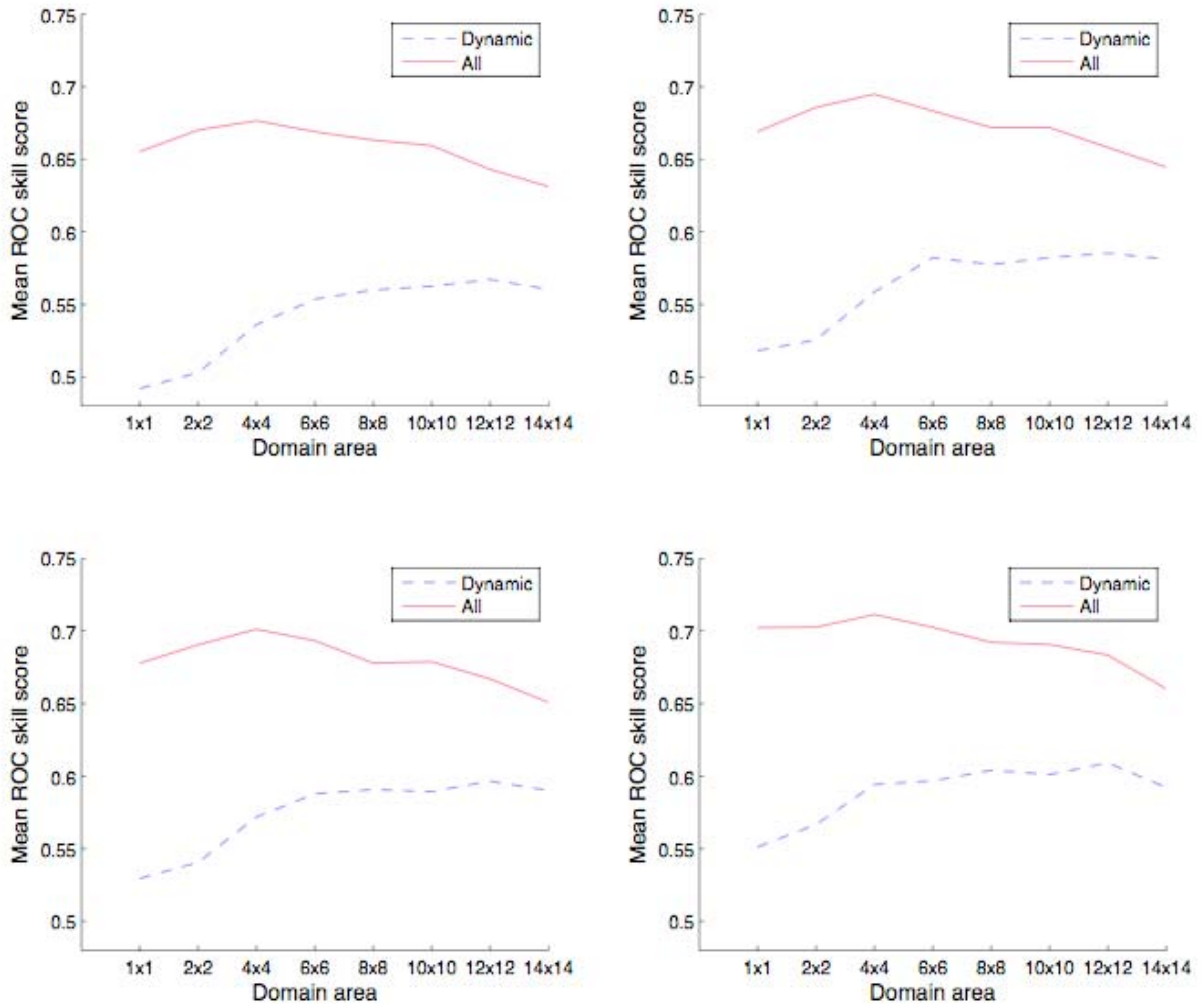 0.75
0.7
0.65
0.6
0.55
0.5
Mean ROC skill score
Dynamic
All
1x1 2x2 4x4 6x6 8x8 10x10 12x12 14x14
Domain area
0.75
0.7
0.65
0.6
0.55
0.5
Mean ROC skill score
Dynamic
All
1x1 2x2 4x4 6x6 8x8 10x10 12x12 14x14
Domain area
0.75
0.7
0.65
0.6
0.55
0.5
Mean ROC skill score
Dynamic
All
1x1 2x2 4x4 6x6 8x8 10x10 12x12 14x14
Domain area
0.75
0.7
0.65
0.6
0.55
0.5
Mean ROC skill score
Dynamic
All
1x1 2x2 4x4 6x6 8x8 10x10 12x12 14x14
Domain area